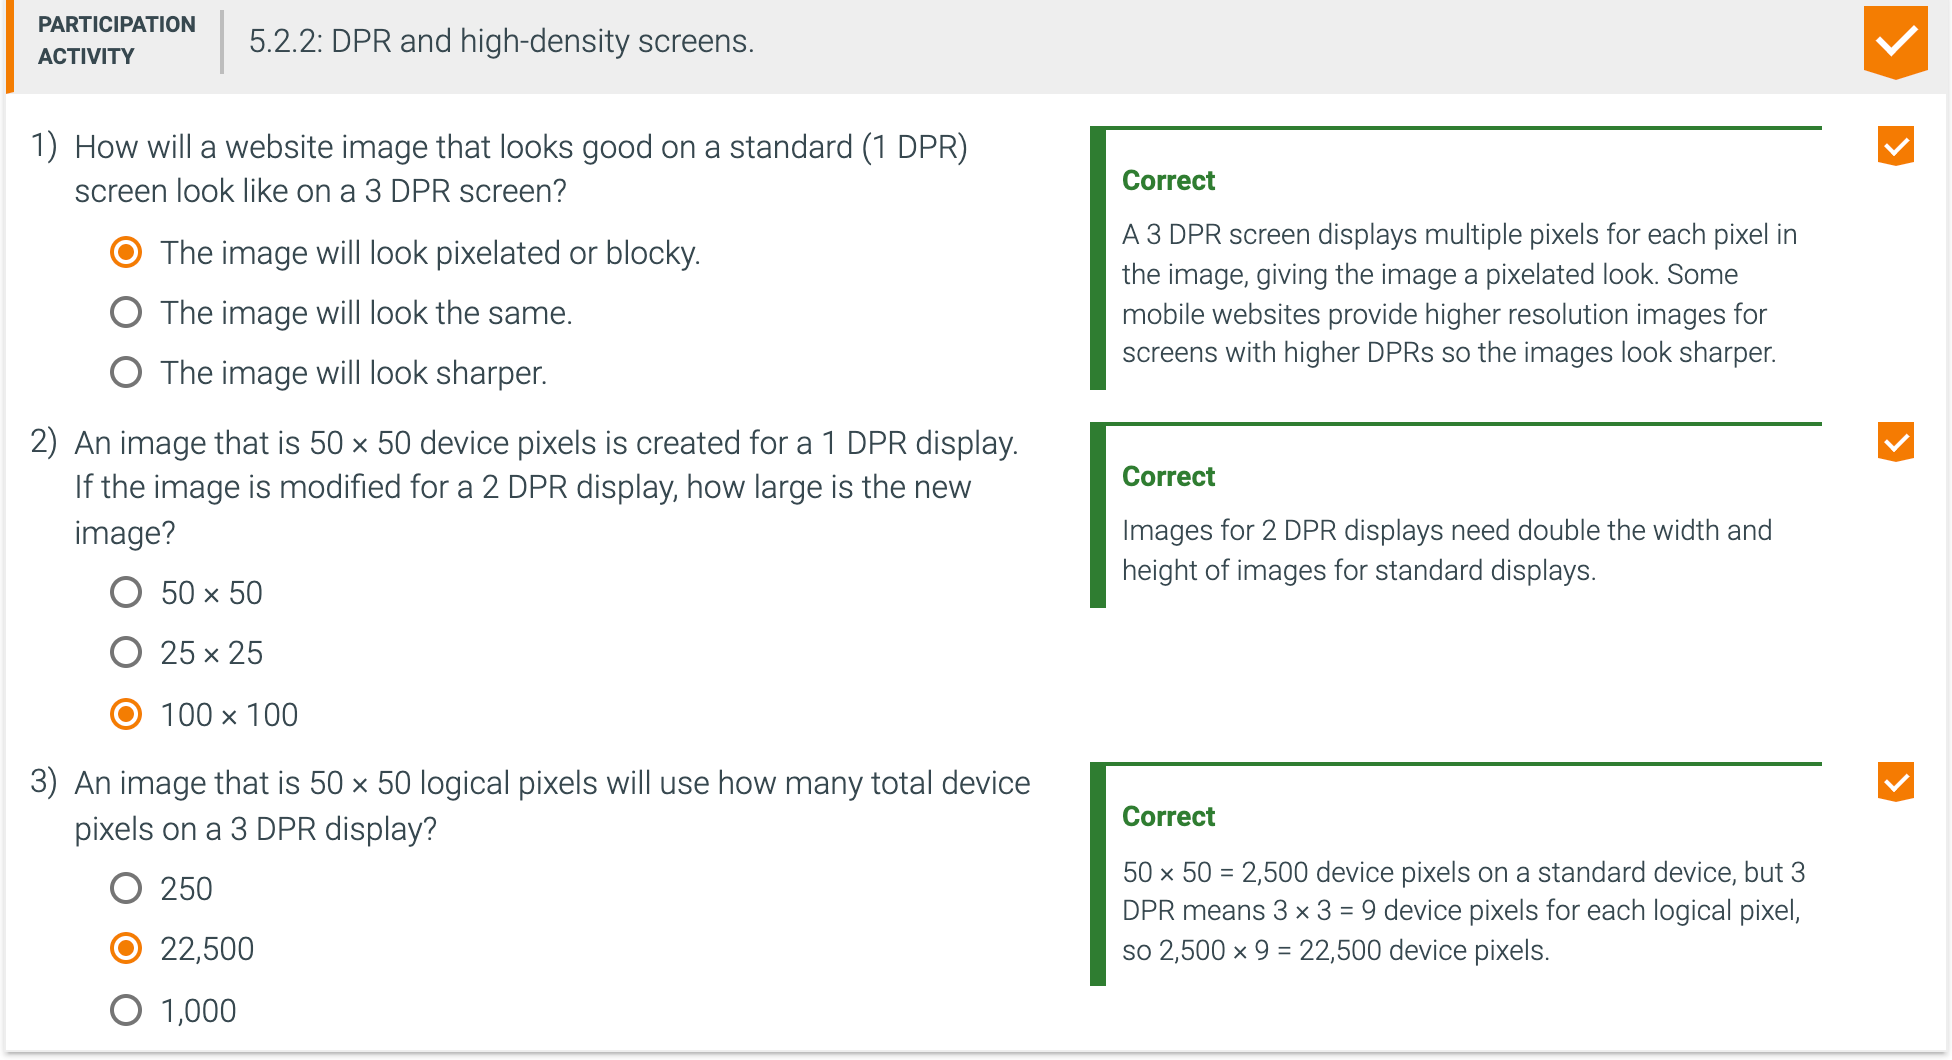 PARTICIPATION
ACTIVITY
5.2.2: DPR and high-density screens.
1) How will a website image that looks good on a standard (1 DPR)
screen look like on a 3 DPR screen?
The image will look pixelated or blocky.
The image will look the same.
The image will look sharper.
Correct
A 3 DPR screen displays multiple pixels for each pixel in
the image, giving the image a pixelated look. Some
mobile websites provide higher resolution images for
screens with higher DPRs so the images look sharper.
2) An image that is 50 × 50 device pixels is created for a 1 DPR display.
If the image is modified for a 2 DPR display, how large is the new
image?
50 × 50
25 × 25
100 × 100
Correct
Images for 2 DPR displays need double the width and
height of images for standard displays.
3) An image that is 50 × 50 logical pixels will use how many total device
pixels on a 3 DPR display?
250
22,500
1,000
Correct
50 × 50 = 2,500 device pixels on a standard device, but 3
DPR means 3 × 3 = 9 device pixels for each logical pixel,
so 2,500 × 9 = 22,500 device pixels.